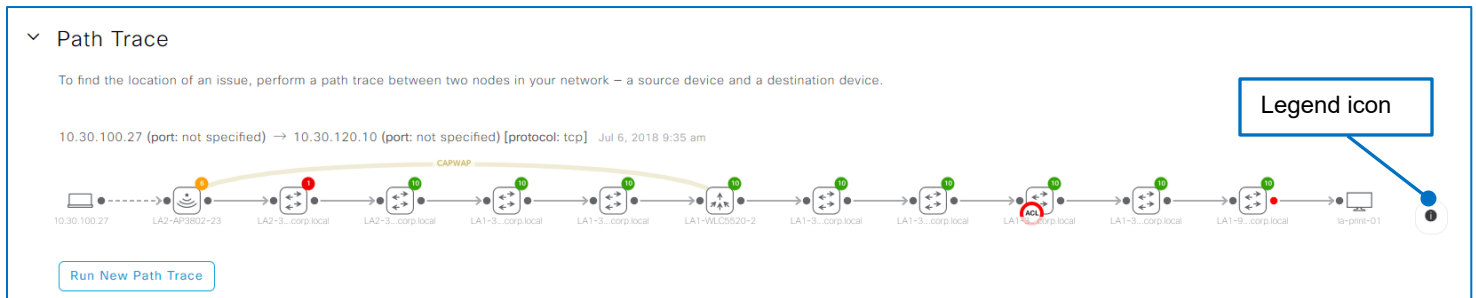 Path Trace
To find the location of an issue, perform a path trace between two nodes in your network – a source device and a destination device.
Legend icon
10.30.100.27 (port: not specified) → 10.30.120.10 (port: not specified) [protocol: tcp] Jul 6, 2018 9:35 am
CAPWAP
8 1 10 10 10 10 10 10 10 10 10
ACL
10.30.100.27 LA2-AP3802-23 LA2-3...corp.local LA2-3...corp.local LA1-3...corp.local LA1-3...corp.local LA1-WLC5520-2 LA1-3...corp.local LA1-3...corp.local LA1-9...corp.local LA1-3...corp.local LA1-9...corp.local la-print-01
Run New Path Trace